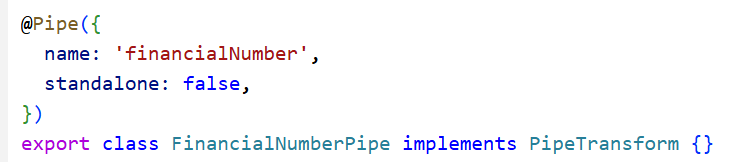 @Pipe({
  name: 'financialNumber',
  standalone: false,
})
export class FinancialNumberPipe implements PipeTransform {}